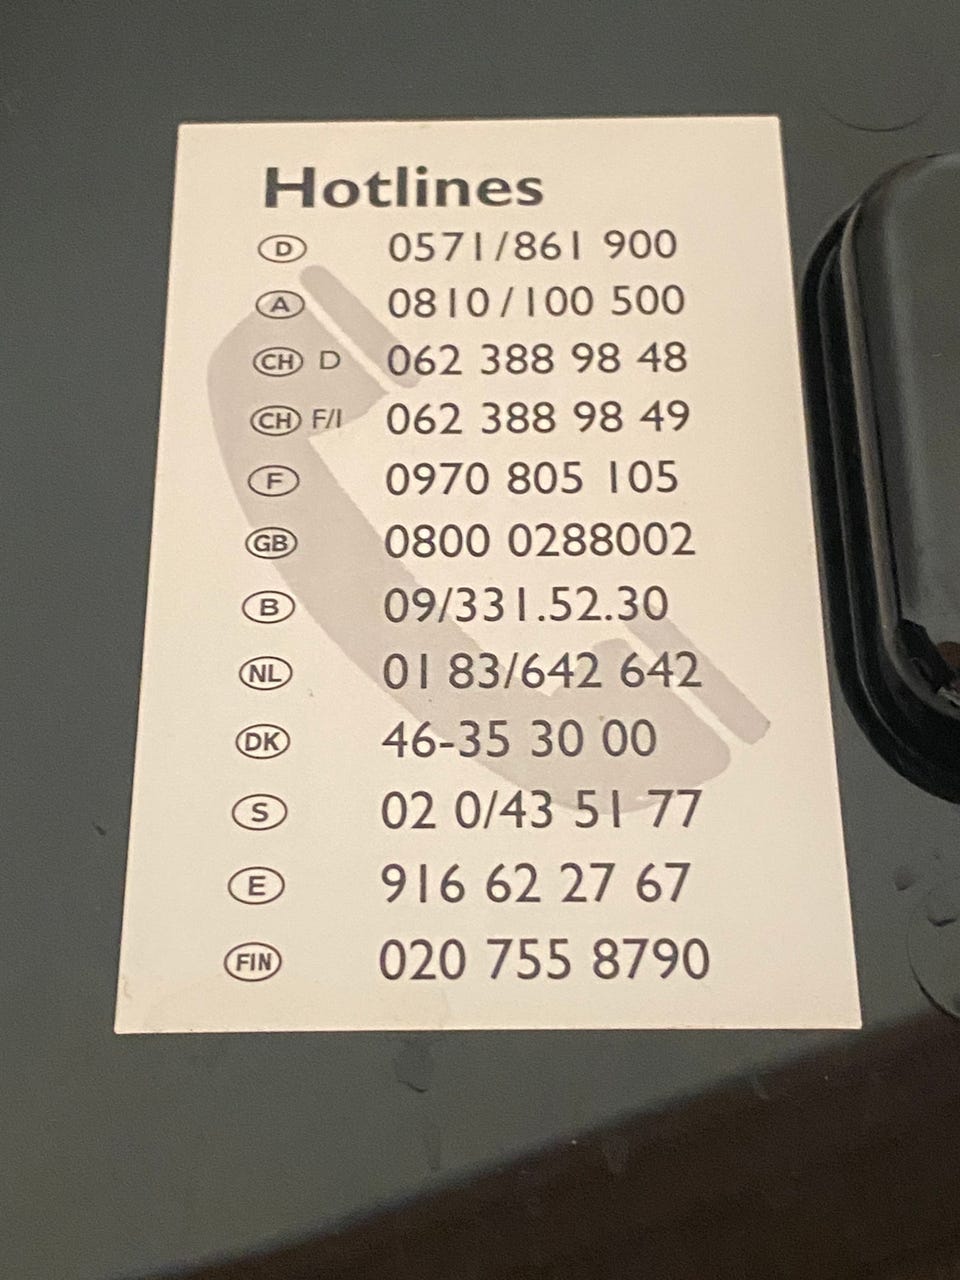 Hotlines
D 0571/861 900
A 0810/100 500
CH D 062 388 98 48
CH F/I 062 388 98 49
F 0970 805 105
GB 0800 0288002
B 09/331.52.30
NL 01 83/642 642
DK 46-35 30 00
S 02 0/43 51 77
E 916 62 27 67
FIN 020 755 8790